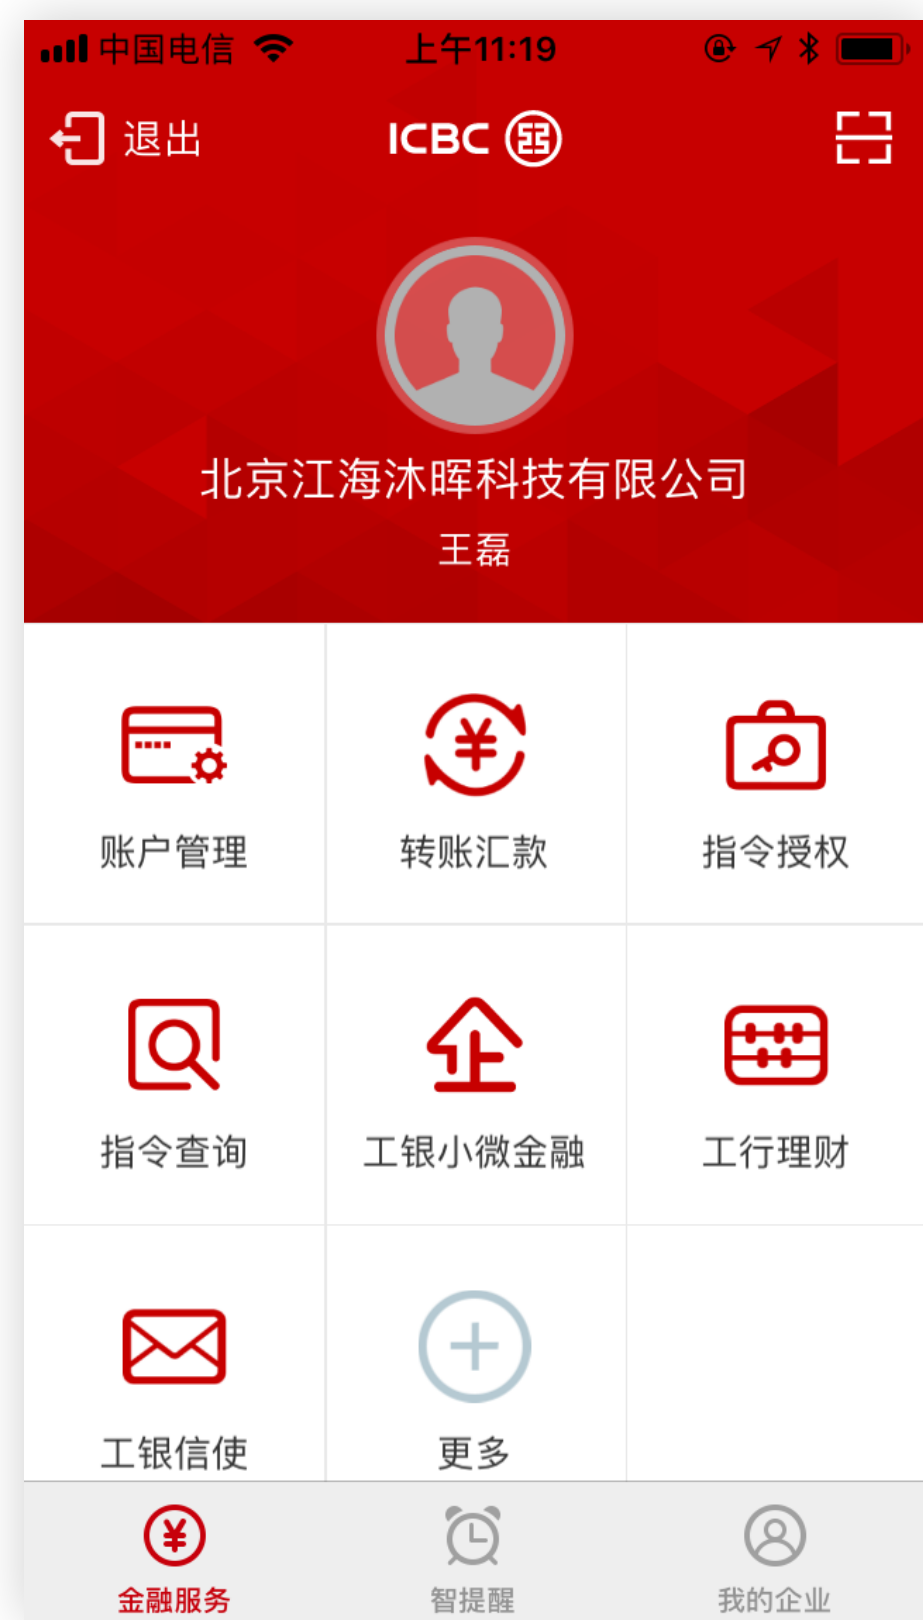 中国电信 上午11:19
退出 ICBC
北京江海沐晖科技有限公司
王磊
账户管理 转账汇款 指令授权
指令查询 工银小微金融 工行理财
工银信使 更多
金融服务 智提醒 我的企业